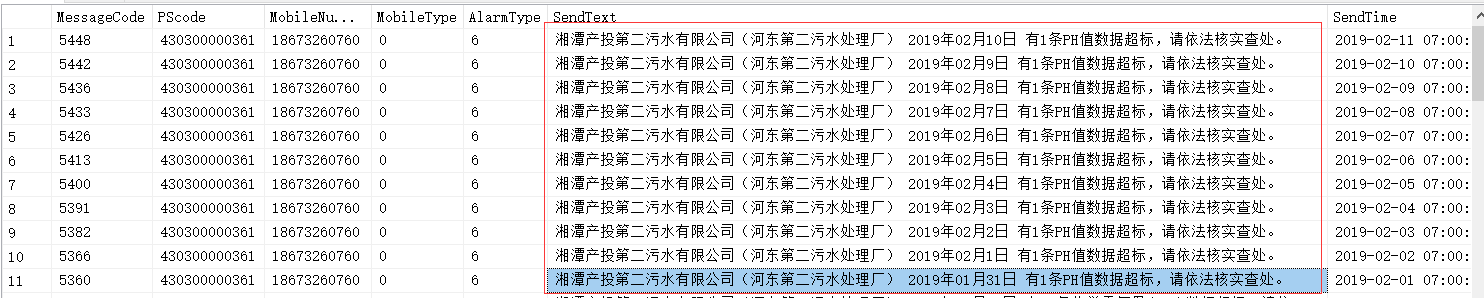 MessageCode PScode MobileNu... MobileType AlarmType SendText SendTime
1 5448 430300000361 18673260760 0 6 湘潭产投第二污水有限公司（河东第二污水处理厂） 2019年02月10日 有1条PH值数据超标，请依法核实查处。 2019-02-11 07:00:
2 5442 430300000361 18673260760 0 6 湘潭产投第二污水有限公司（河东第二污水处理厂） 2019年02月9日 有1条PH值数据超标，请依法核实查处。 2019-02-10 07:00:
3 5436 430300000361 18673260760 0 6 湘潭产投第二污水有限公司（河东第二污水处理厂） 2019年02月8日 有1条PH值数据超标，请依法核实查处。 2019-02-09 07:00:
4 5433 430300000361 18673260760 0 6 湘潭产投第二污水有限公司（河东第二污水处理厂） 2019年02月7日 有1条PH值数据超标，请依法核实查处。 2019-02-08 07:00:
5 5426 430300000361 18673260760 0 6 湘潭产投第二污水有限公司（河东第二污水处理厂） 2019年02月6日 有1条PH值数据超标，请依法核实查处。 2019-02-07 07:00:
6 5413 430300000361 18673260760 0 6 湘潭产投第二污水有限公司（河东第二污水处理厂） 2019年02月5日 有1条PH值数据超标，请依法核实查处。 2019-02-06 07:00:
7 5400 430300000361 18673260760 0 6 湘潭产投第二污水有限公司（河东第二污水处理厂） 2019年02月4日 有1条PH值数据超标，请依法核实查处。 2019-02-05 07:00:
8 5391 430300000361 18673260760 0 6 湘潭产投第二污水有限公司（河东第二污水处理厂） 2019年02月3日 有1条PH值数据超标，请依法核实查处。 2019-02-04 07:00:
9 5382 430300000361 18673260760 0 6 湘潭产投第二污水有限公司（河东第二污水处理厂） 2019年02月2日 有1条PH值数据超标，请依法核实查处。 2019-02-03 07:00:
10 5366 430300000361 18673260760 0 6 湘潭产投第二污水有限公司（河东第二污水处理厂） 2019年02月1日 有1条PH值数据超标，请依法核实查处。 2019-02-02 07:00:
11 5360 430300000361 18673260760 0 6 湘潭产投第二污水有限公司（河东第二污水处理厂） 2019年01月31日 有1条PH值数据超标，请依法核实查处。 2019-02-01 07:00: